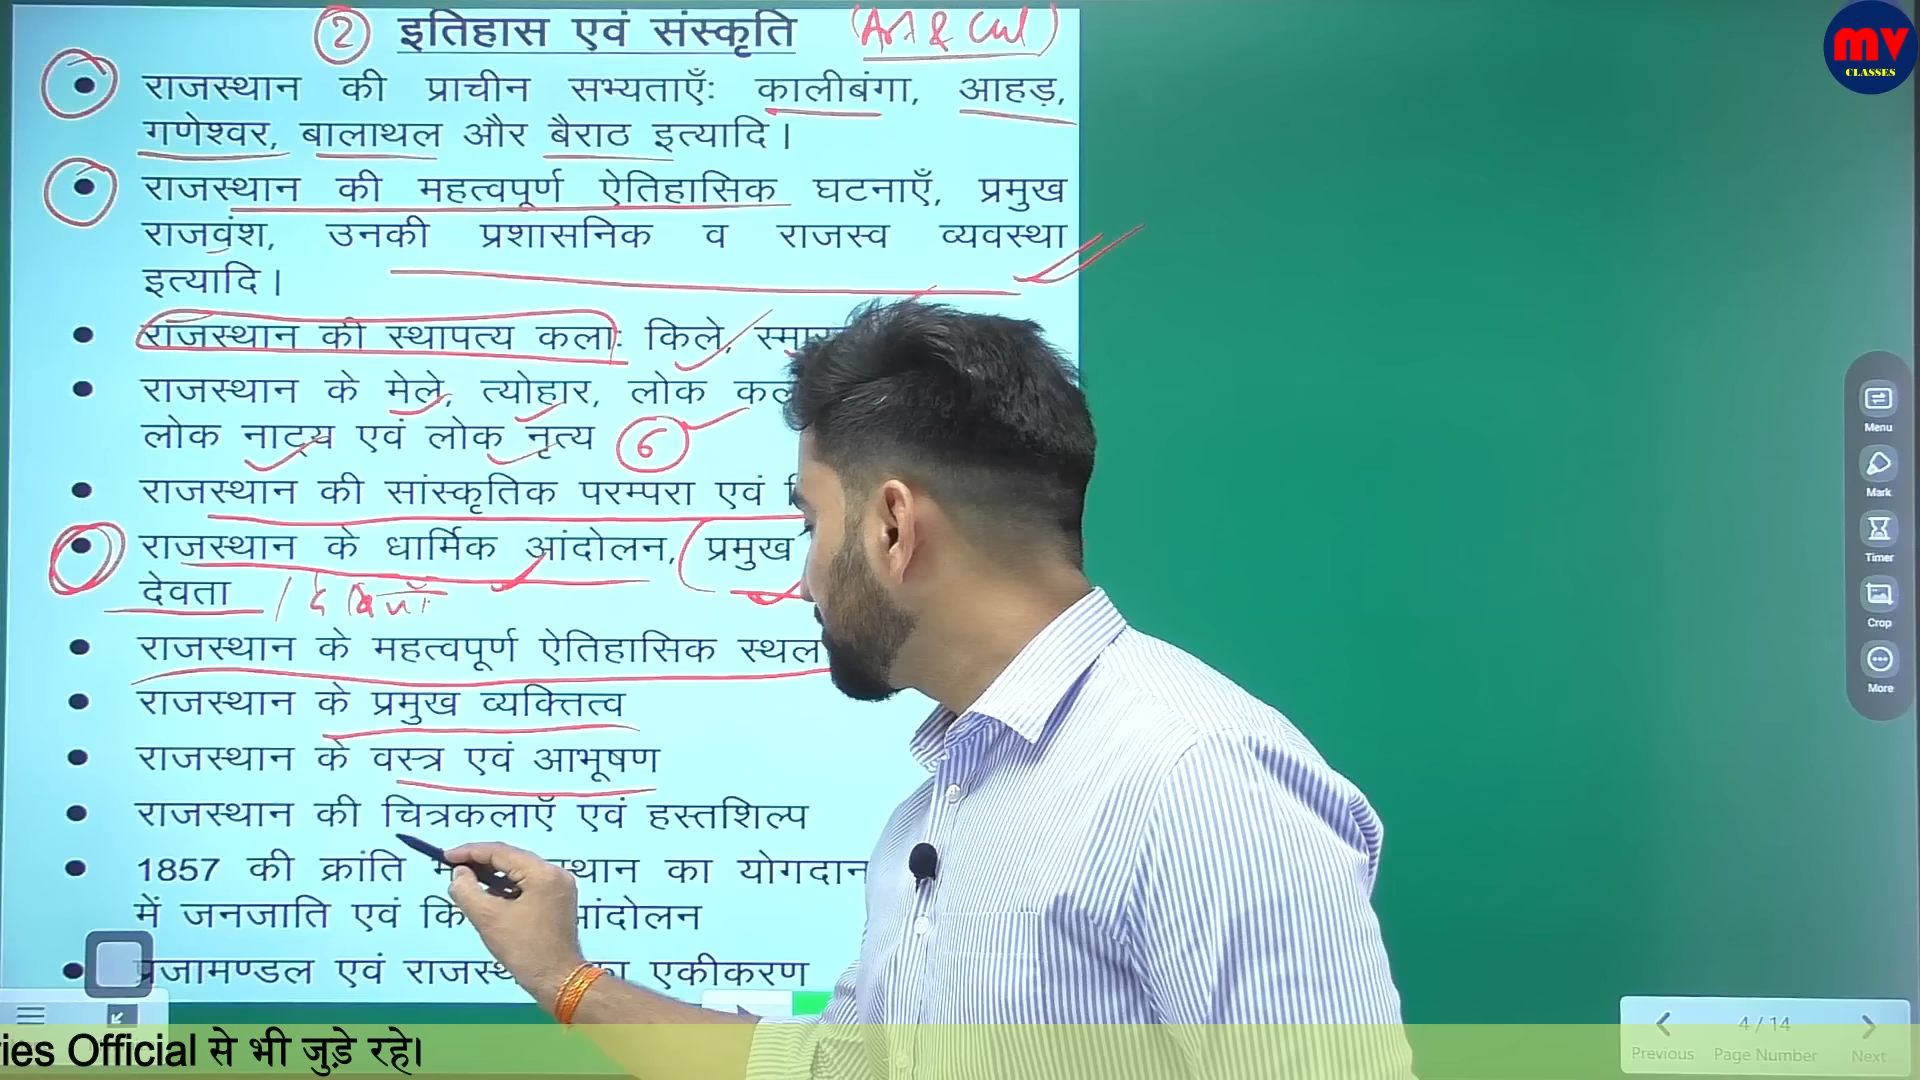 2 इतिहास एवं संस्कृति (Art & Cul)
MV
CLASSES
• राजस्थान की प्राचीन सभ्यताएँः कालीबंगा, आहड़,
गणेश्वर, बालाथल और बैराठ इत्यादि।
• राजस्थान की महत्वपूर्ण ऐतिहासिक घटनाएँ, प्रमुख
राजवंश, उनकी प्रशासनिक व राजस्व व्यवस्था
इत्यादि।
• राजस्थान की स्थापत्य कलाः किले,
• राजस्थान के मेले, त्योहार, लोक
लोक नाट्य एवं लोक नृत्य 6
• राजस्थान की सांस्कृतिक परम्परा एवं
• राजस्थान के धार्मिक आंदोलन, प्रमुख
देवता /
• राजस्थान के महत्वपूर्ण ऐतिहासिक स्थल
• राजस्थान के प्रमुख व्यक्तित्व
• राजस्थान के वस्त्र एवं आभूषण
• राजस्थान की चित्रकलाएँ एवं हस्तशिल्प
• 1857 की क्रांति का योगदान
में जनजाति एवं आंदोलन
• प्रजामण्डल एवं एकीकरण
Menu
Mark
Timer
Crop
More
4 / 14
Previous Page Number Next
ies Official से भी जुड़े रहे।